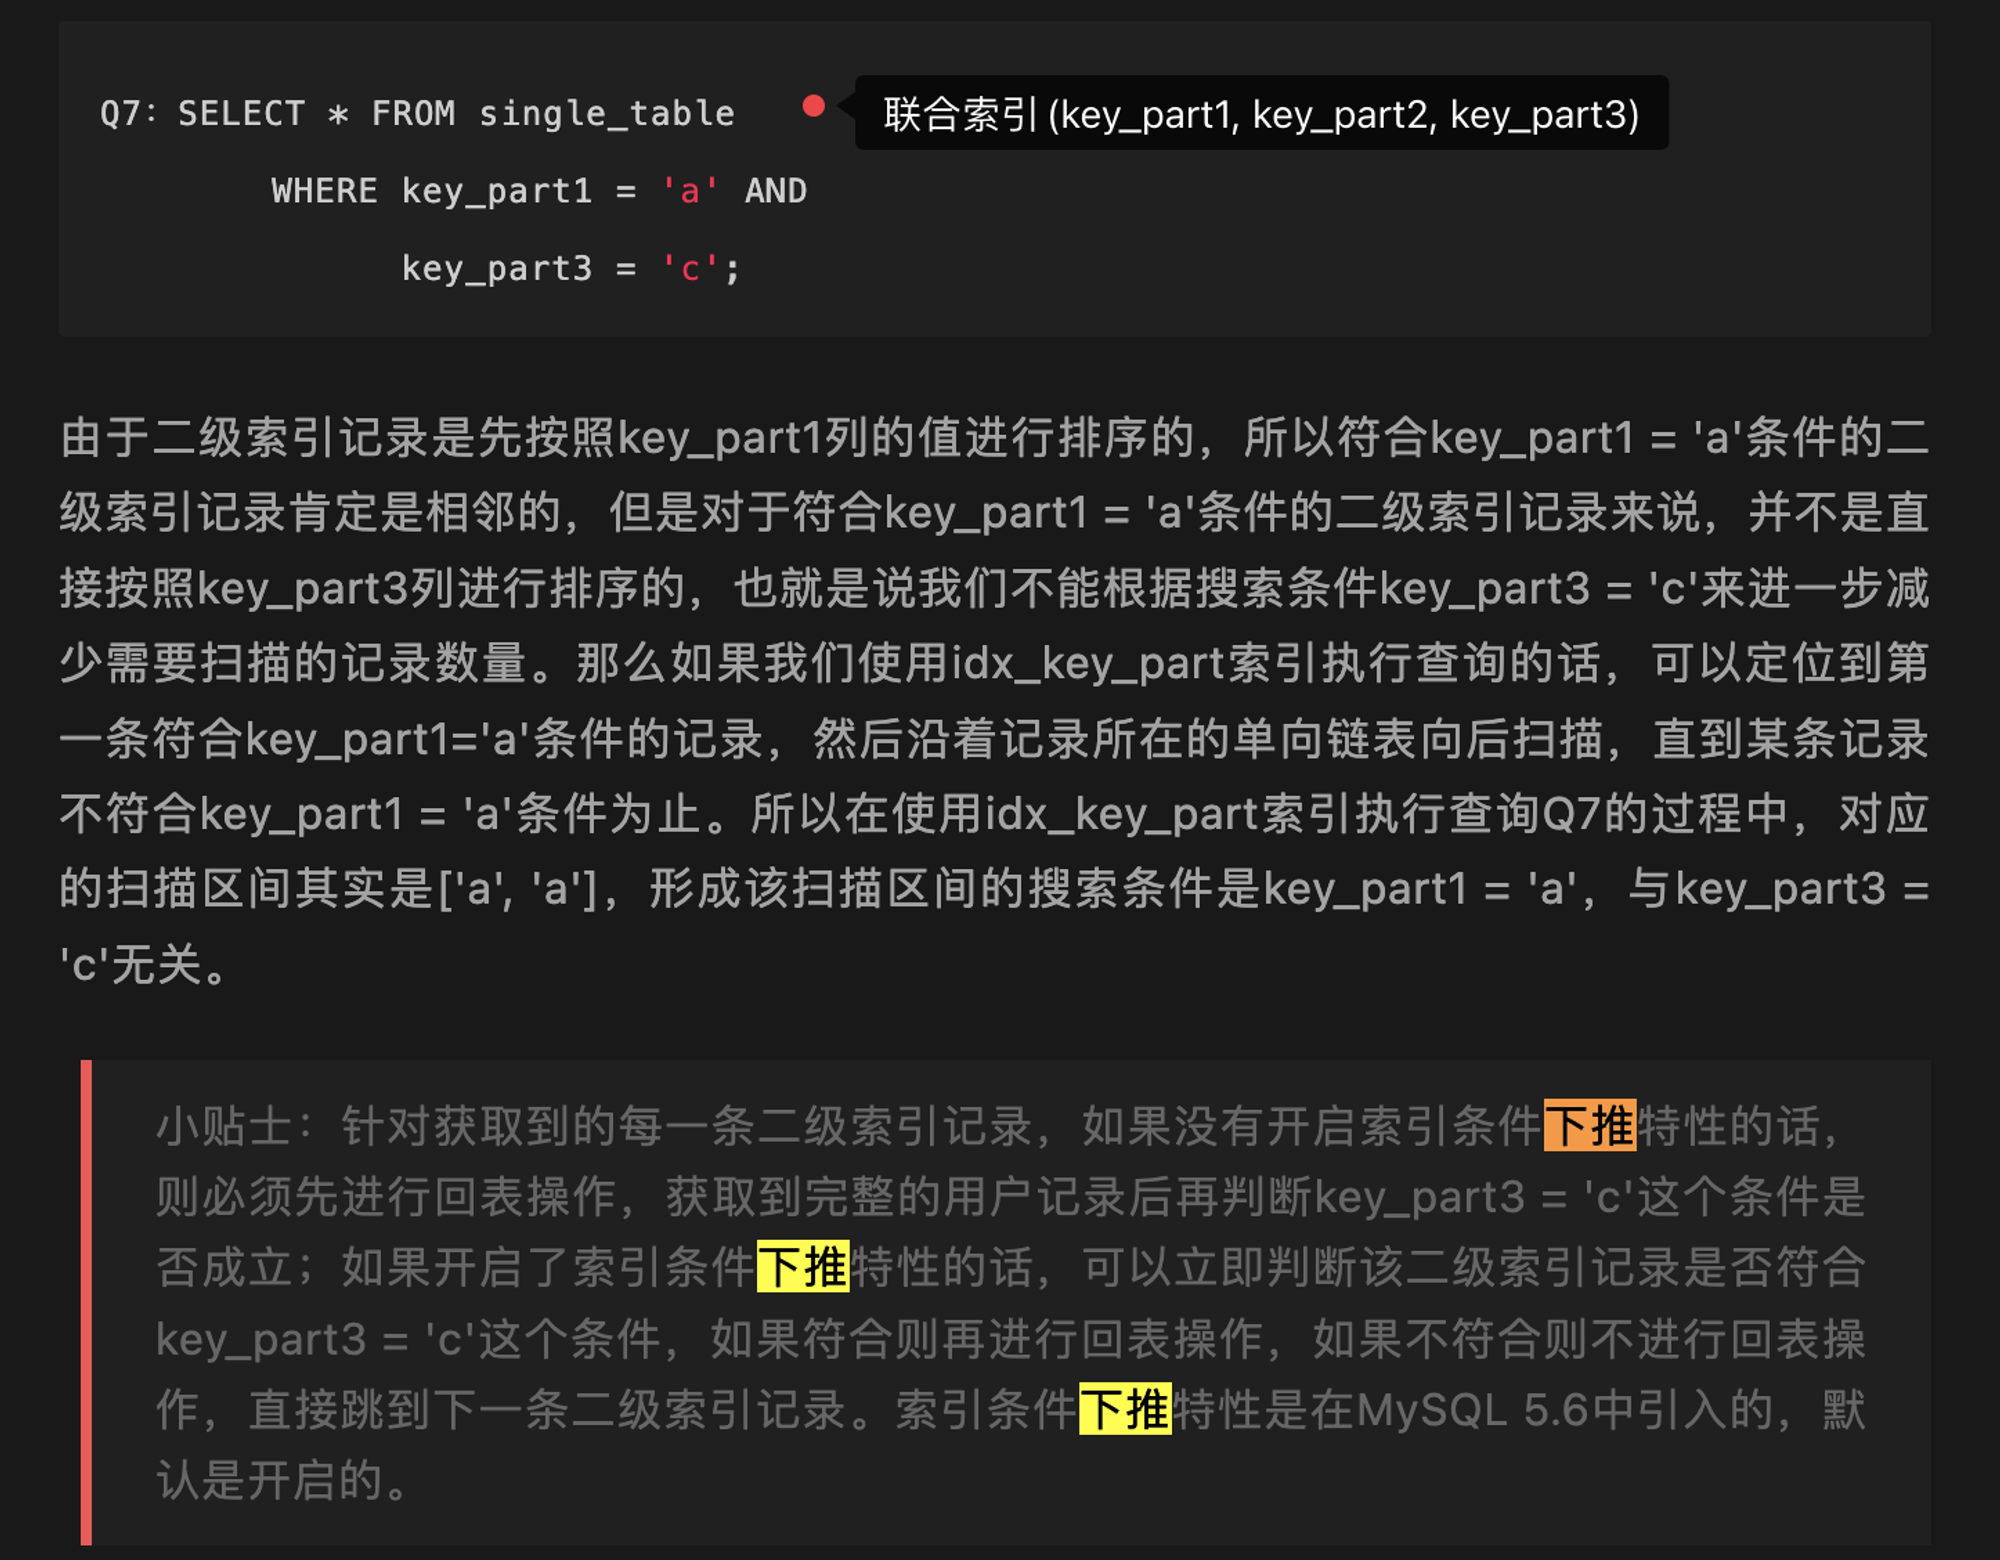 Q7: SELECT * FROM single_table
联合索引 (key_part1, key_part2, key_part3)
WHERE key_part1 = 'a' AND
key_part3 = 'c';
由于二级索引记录是先按照key_part1列的值进行排序的，所以符合key_part1 = 'a'条件的二
级索引记录肯定是相邻的，但是对于符合key_part1 = 'a'条件的二级索引记录来说，并不是直
接按照key_part3列进行排序的，也就是说我们不能根据搜索条件key_part3 = 'c'来进一步减
少需要扫描的记录数量。那么如果我们使用idx_key_part索引执行查询的话，可以定位到第
一条符合key_part1='a'条件的记录，然后沿着记录所在的单向链表向后扫描，直到某条记录
不符合key_part1 = 'a'条件为止。所以在使用idx_key_part索引执行查询Q7的过程中，对应
的扫描区间其实是['a', 'a']，形成该扫描区间的搜索条件是key_part1 = 'a'，与key_part3 =
'c'无关。
小贴士：针对获取到的每一条二级索引记录，如果没有开启索引条件下推特性的话，
则必须先进行回表操作，获取到完整的用户记录后再判断key_part3 = 'c'这个条件是
否成立；如果开启了索引条件下推特性的话，可以立即判断该二级索引记录是否符合
key_part3 = 'c'这个条件，如果符合则再进行回表操作，如果不符合则不进行回表操
作，直接跳到下一条二级索引记录。索引条件下推特性是在MySQL 5.6中引入的，默
认是开启的。